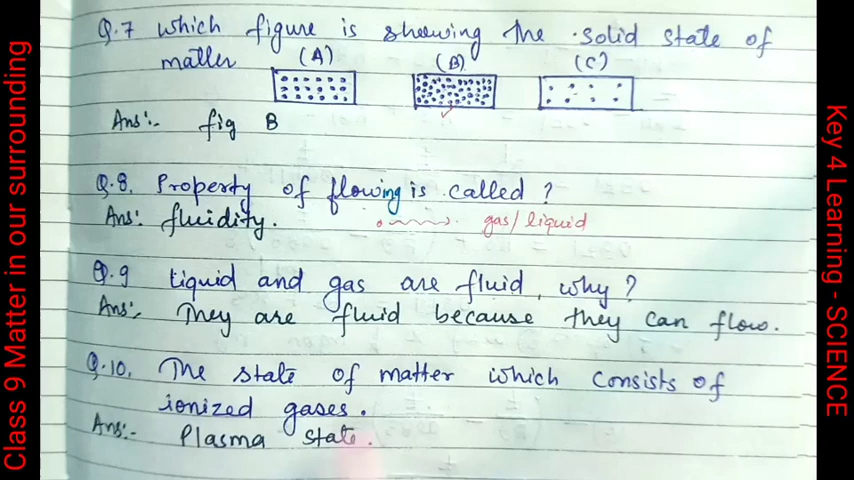 Q.7 which figure is sheewing the solid state of
matter (A) (B) (C)
Ans:. fig B
Q.8. Property of flowing is called ?
Ans: fluidity. gas/liquid
Q.9 liquid and gas are fluid, why ?
Ans:. They are fluid because they can flow.
Q.10. The state of matter which consists of
ionized gases.
Ans:- Plasma state.
Class 9 Matter in our surrounding
Key 4 Learning - SCIENCE